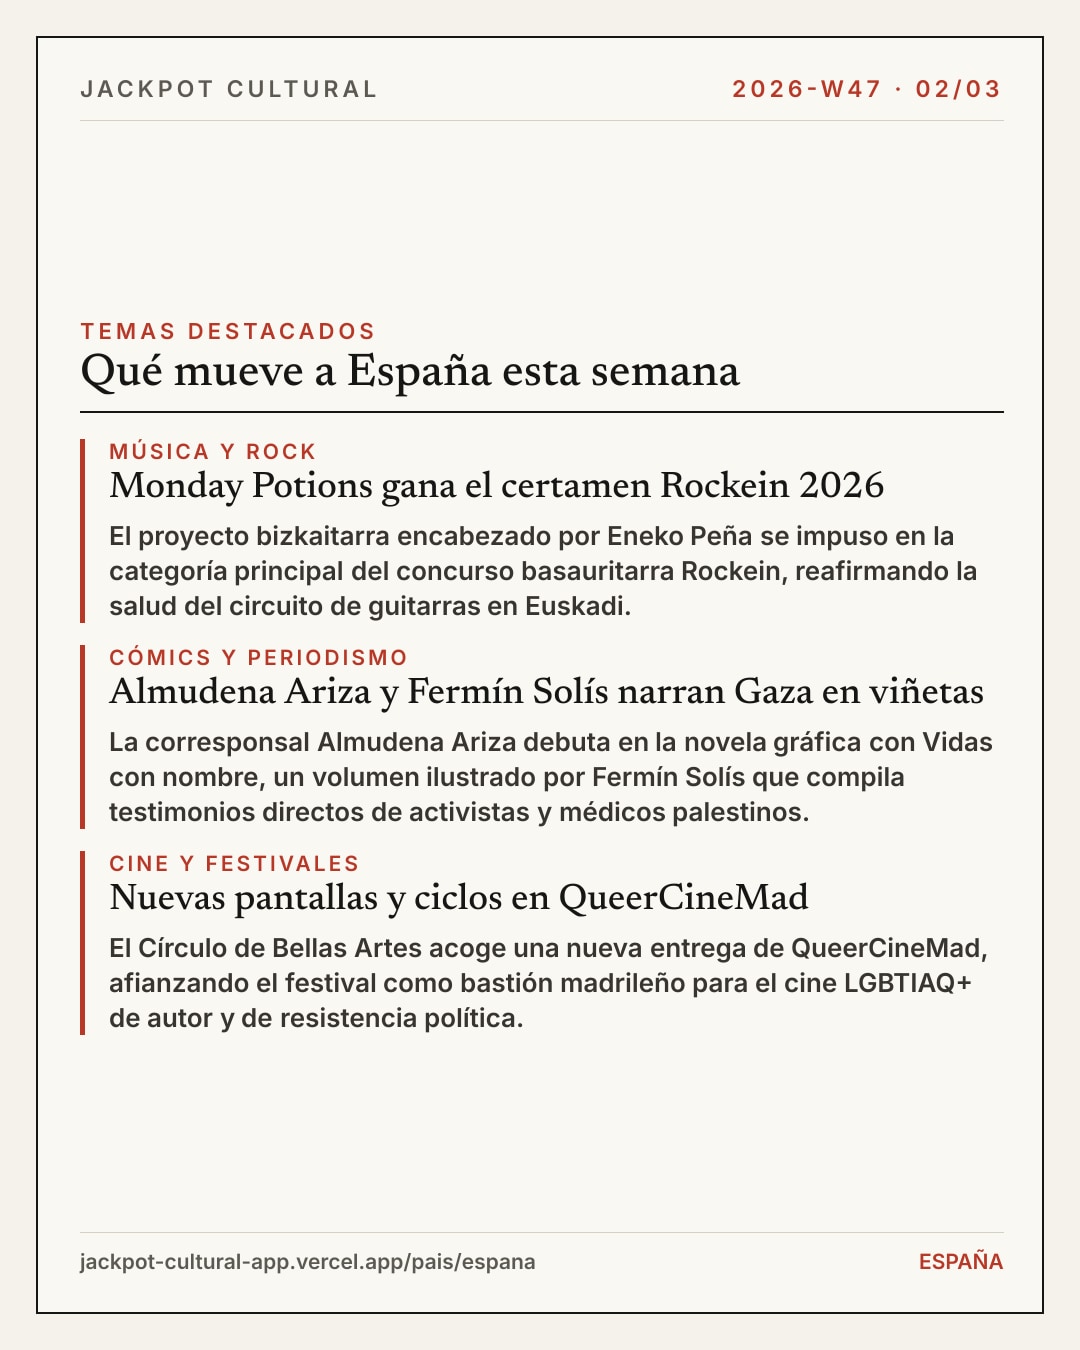 JACKPOT CULTURAL
2026-W47 · 02/03
TEMAS DESTACADOS
Qué mueve a España esta semana
MÚSICA Y ROCK
Monday Potions gana el certamen Rockein 2026
El proyecto bizkaitarra encabezado por Eneko Peña se impuso en la
categoría principal del concurso basauritarra Rockein, reafirmando la
salud del circuito de guitarras en Euskadi.
CÓMICS Y PERIODISMO
Almudena Ariza y Fermín Solís narran Gaza en viñetas
La corresponsal Almudena Ariza debuta en la novela gráfica con Vidas
con nombre, un volumen ilustrado por Fermín Solís que compila
testimonios directos de activistas y médicos palestinos.
CINE Y FESTIVALES
Nuevas pantallas y ciclos en QueerCineMad
El Círculo de Bellas Artes acoge una nueva entrega de QueerCineMad,
afianzando el festival como bastión madrileño para el cine LGBTIAQ+
de autor y de resistencia política.
jackpot-cultural-app.vercel.app/pais/espana
ESPAÑA